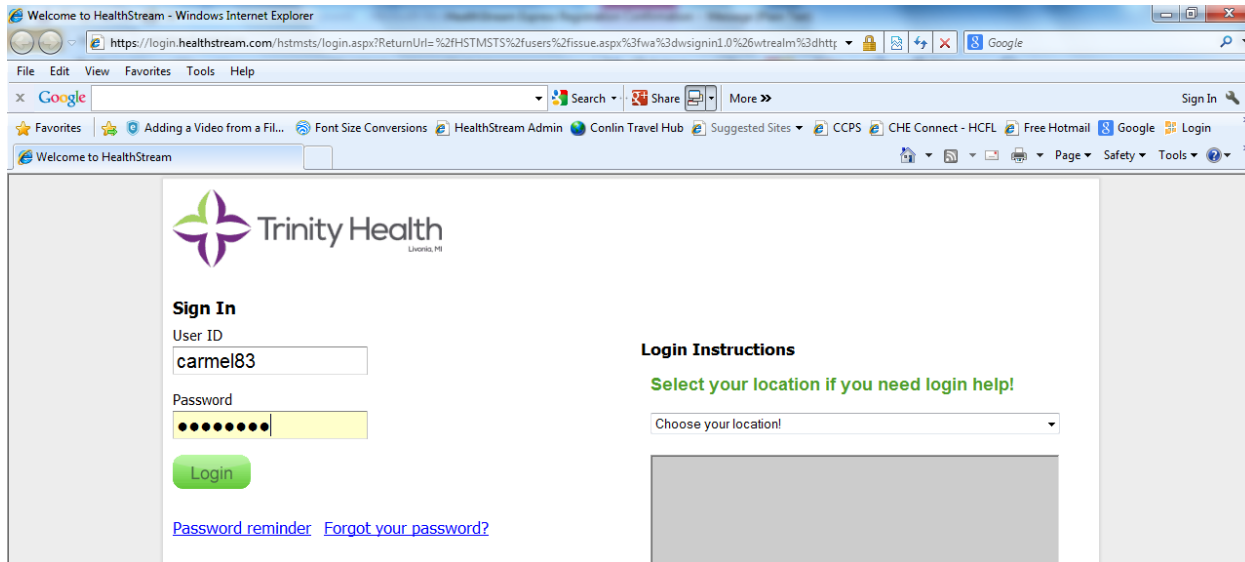 Welcome to HealthStream - Windows Internet Explorer
https://login.healthstream.com/hstmsts/login.aspx?ReturnUrl=%2fHSTMSTS%2fusers%2fissue.aspx%3fwa%3dwsignin1.0%26wtrealm%3dhttp
Google
File Edit View Favorites Tools Help
x Google Search Share More » Sign In
Favorites Adding a Video from a Fil... Font Size Conversions HealthStream Admin Conlin Travel Hub Suggested Sites CCPS CHE Connect - HCFL Free Hotmail Google Login
Welcome to HealthStream Page Safety Tools
Trinity Health
Livonia, MI
Sign In
User ID
carmel83
Password
••••••••
Login
Password reminder Forgot your password?
Login Instructions
Select your location if you need login help!
Choose your location!